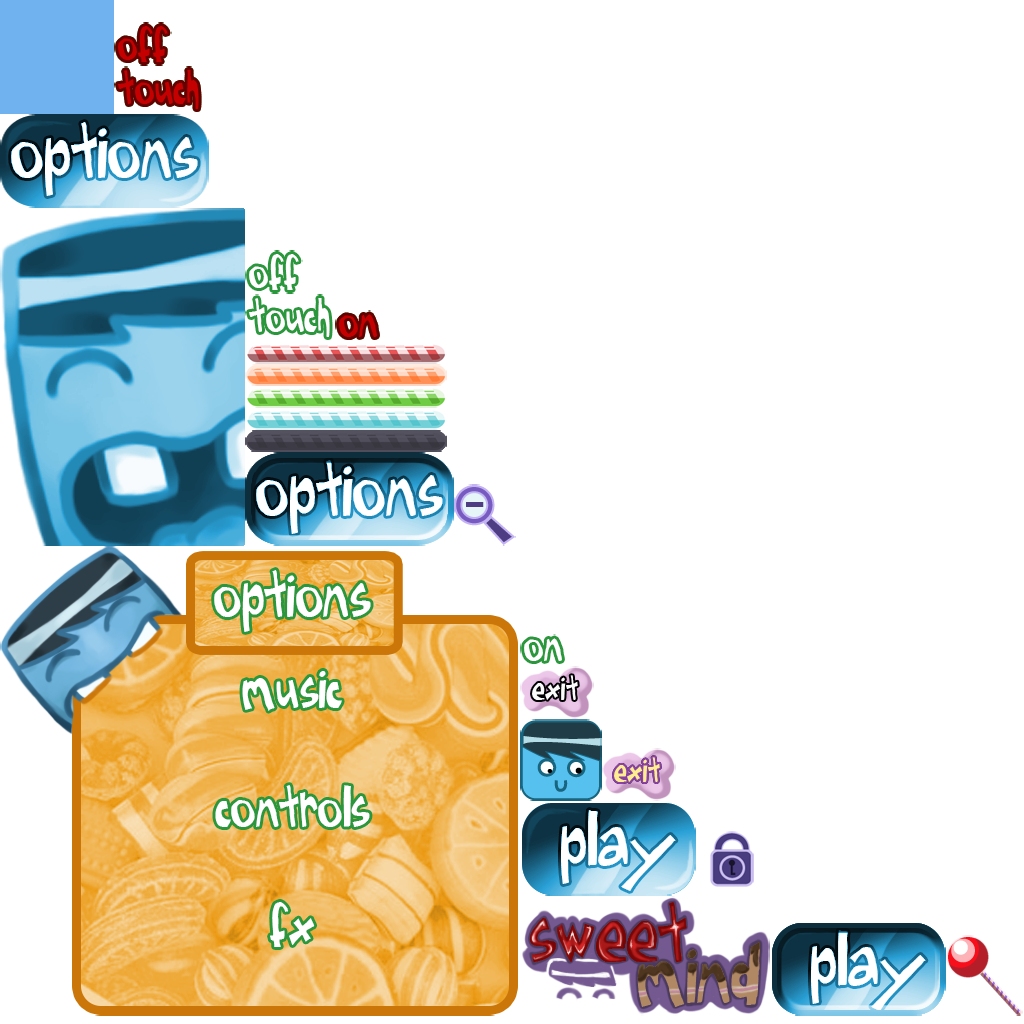 off
touch
options
off
touch
on
options
options
music
controls
fx
on
exit
exit
play
sweet
mind
play